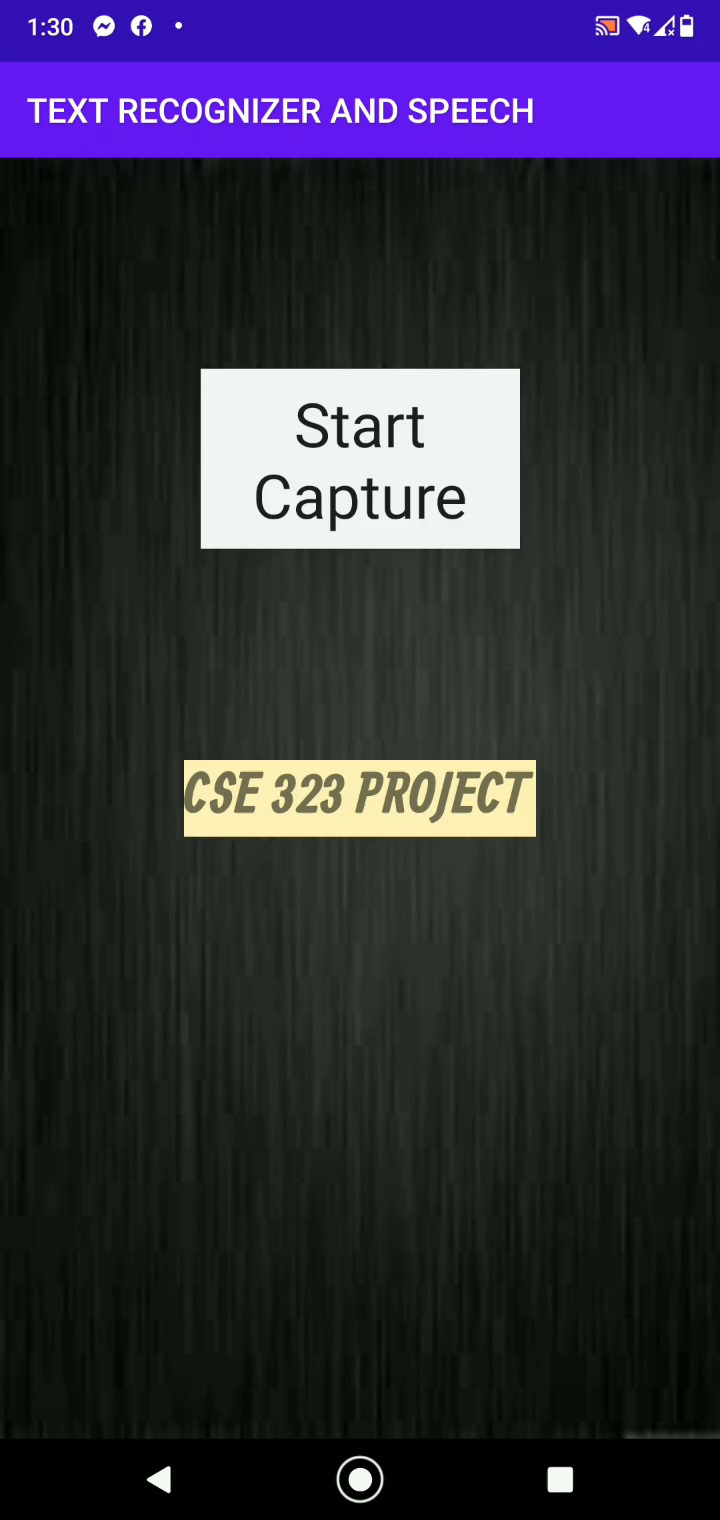 1:30
TEXT RECOGNIZER AND SPEECH
Start
Capture
CSE 323 PROJECT